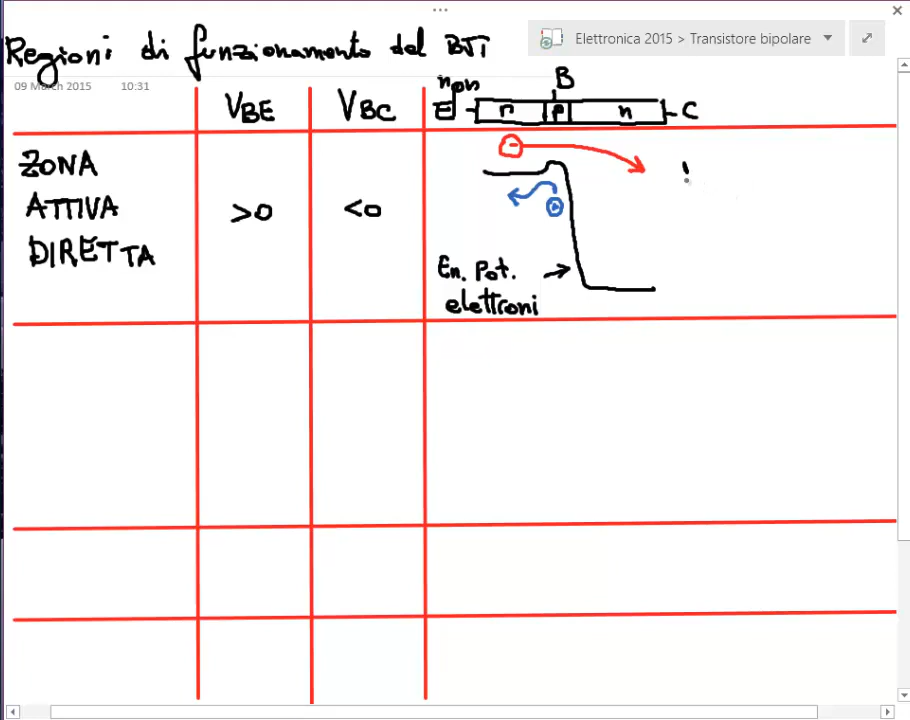 Regioni di funzionamento del BJT
Elettronica 2015 > Transistore bipolare
09 March 2015 10:31
VBE VBC npn B
E n p n C
ZONA
ATTIVA >0 <0
DIRETTA
En. Pot.
elettroni